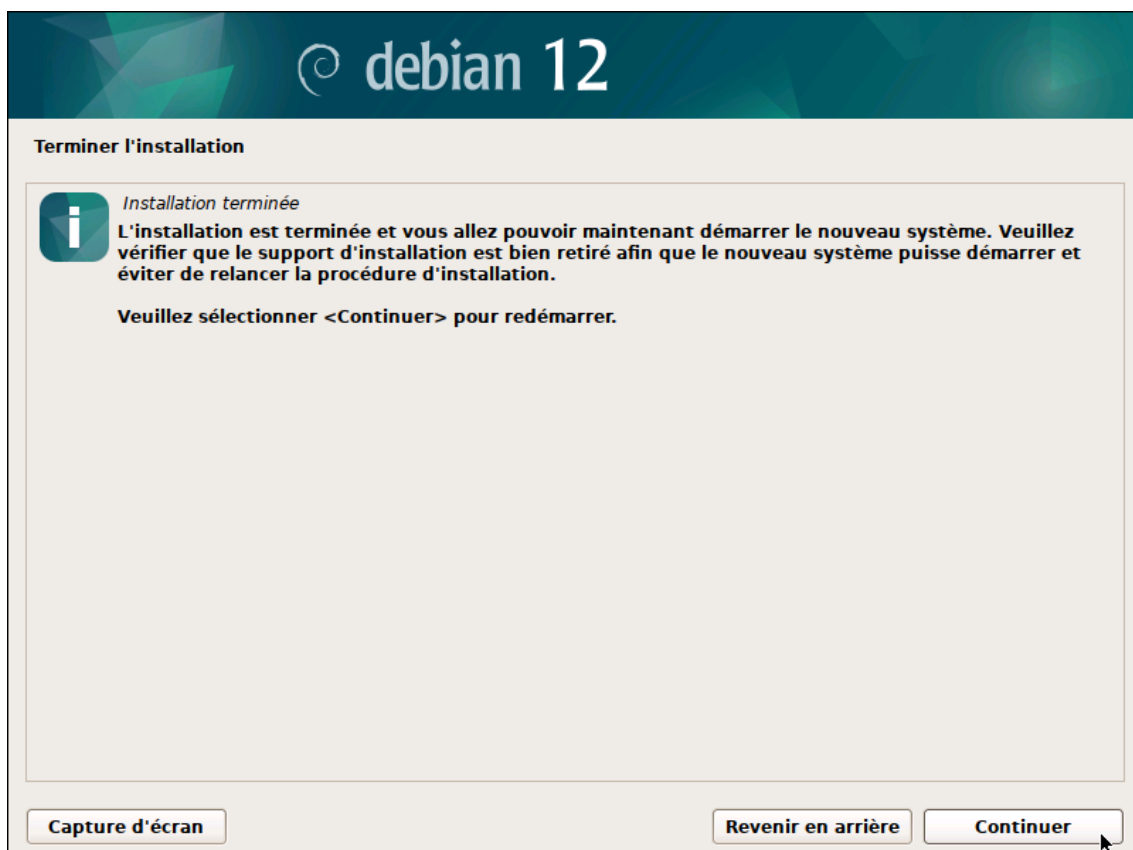 debian 12
Terminer l'installation
Installation terminée
L'installation est terminée et vous allez pouvoir maintenant démarrer le nouveau système. Veuillez
vérifier que le support d'installation est bien retiré afin que le nouveau système puisse démarrer et
éviter de relancer la procédure d'installation.
Veuillez sélectionner <Continuer> pour redémarrer.
Capture d'écran
Revenir en arrière
Continuer